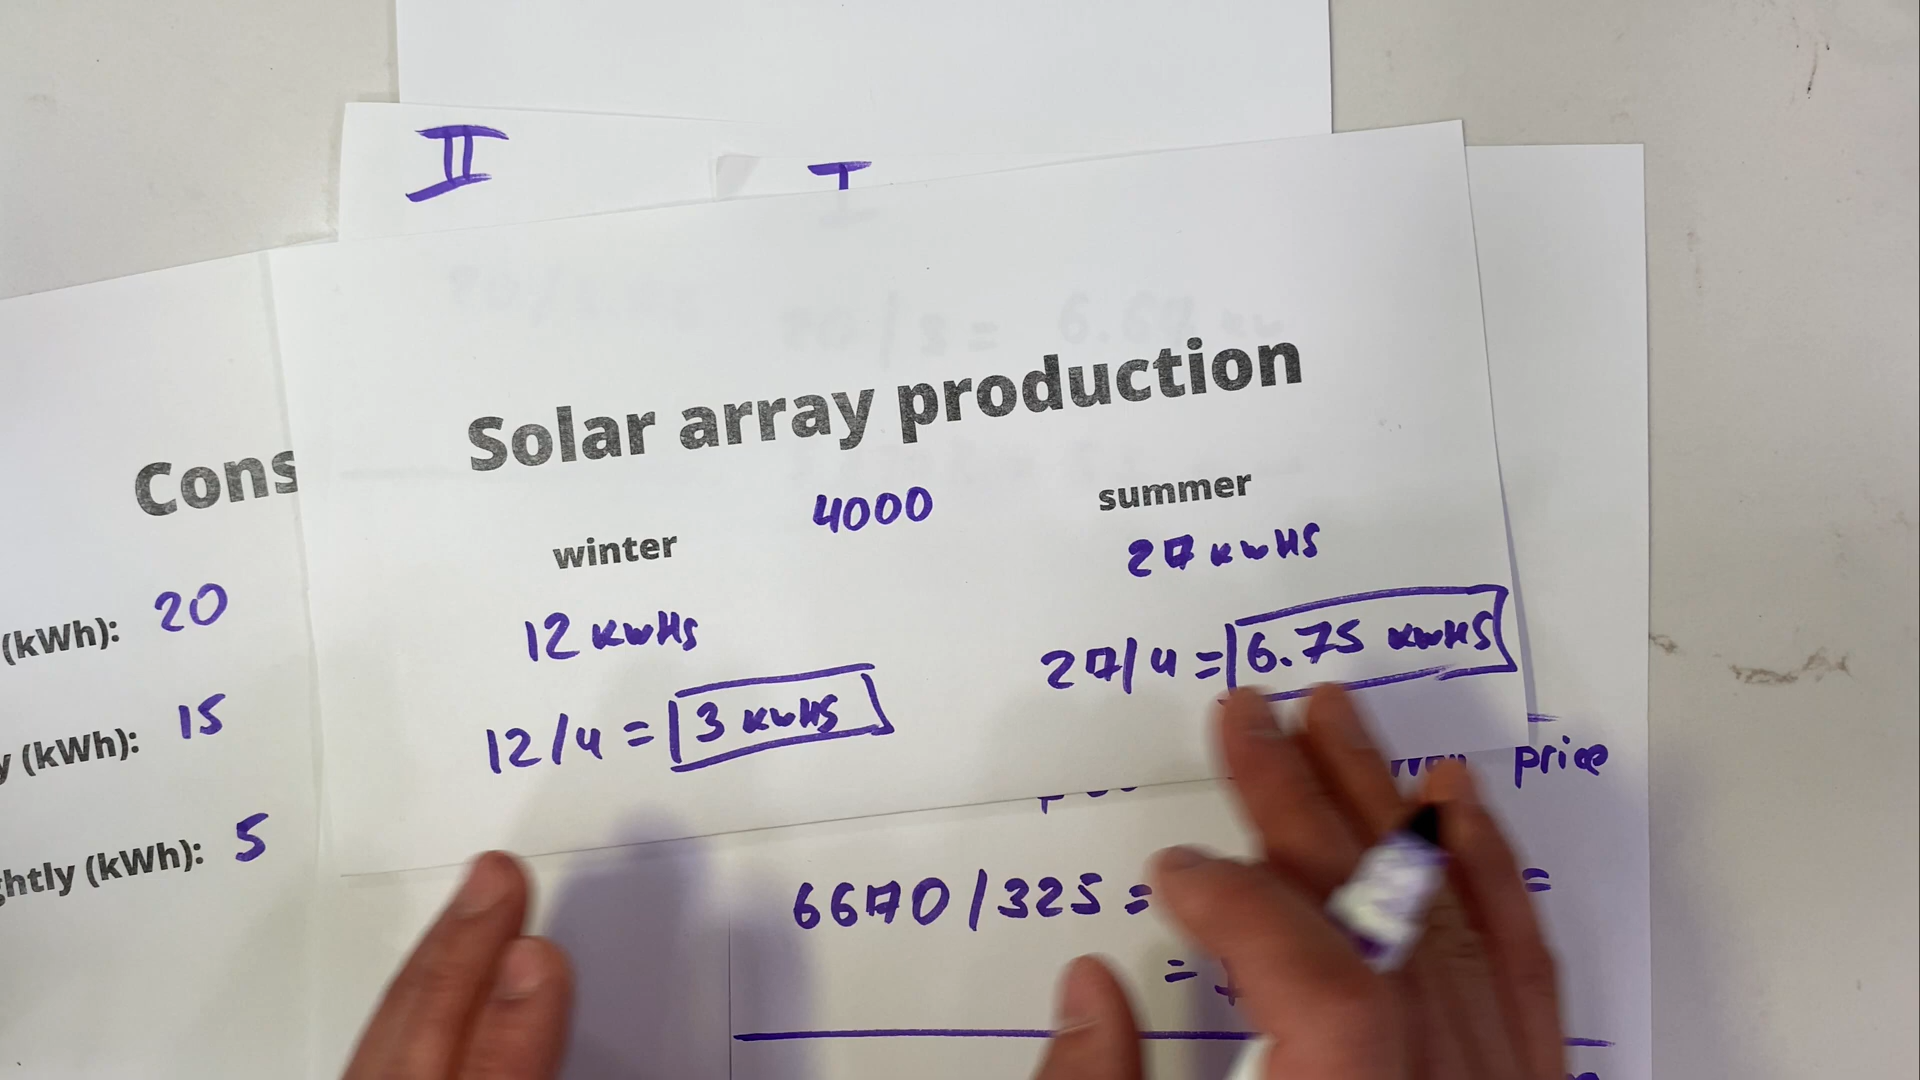 II
I
Solar array production
winter
4000
summer
12 KWHS
27 KWHS
12/4 = 3 KWHS
27/4 = 6.75 KWHS
Cons
(kWh): 20
y (kWh): 15
ghtly (kWh): 5
price
6670/325 =
=
=